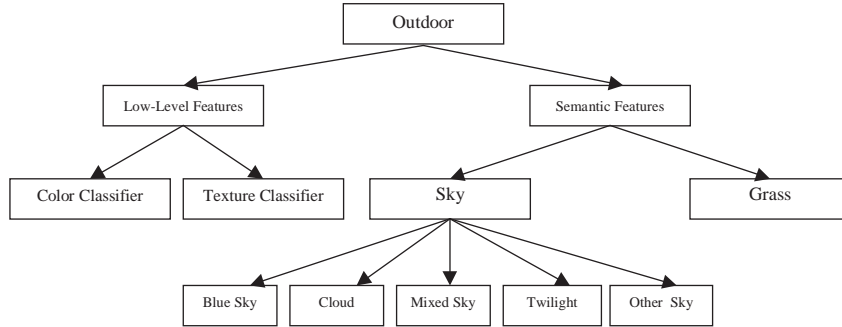 Outdoor
Low-Level Features
Semantic Features
Color Classifier
Texture Classifier
Sky
Grass
Blue Sky
Cloud
Mixed Sky
Twilight
Other Sky